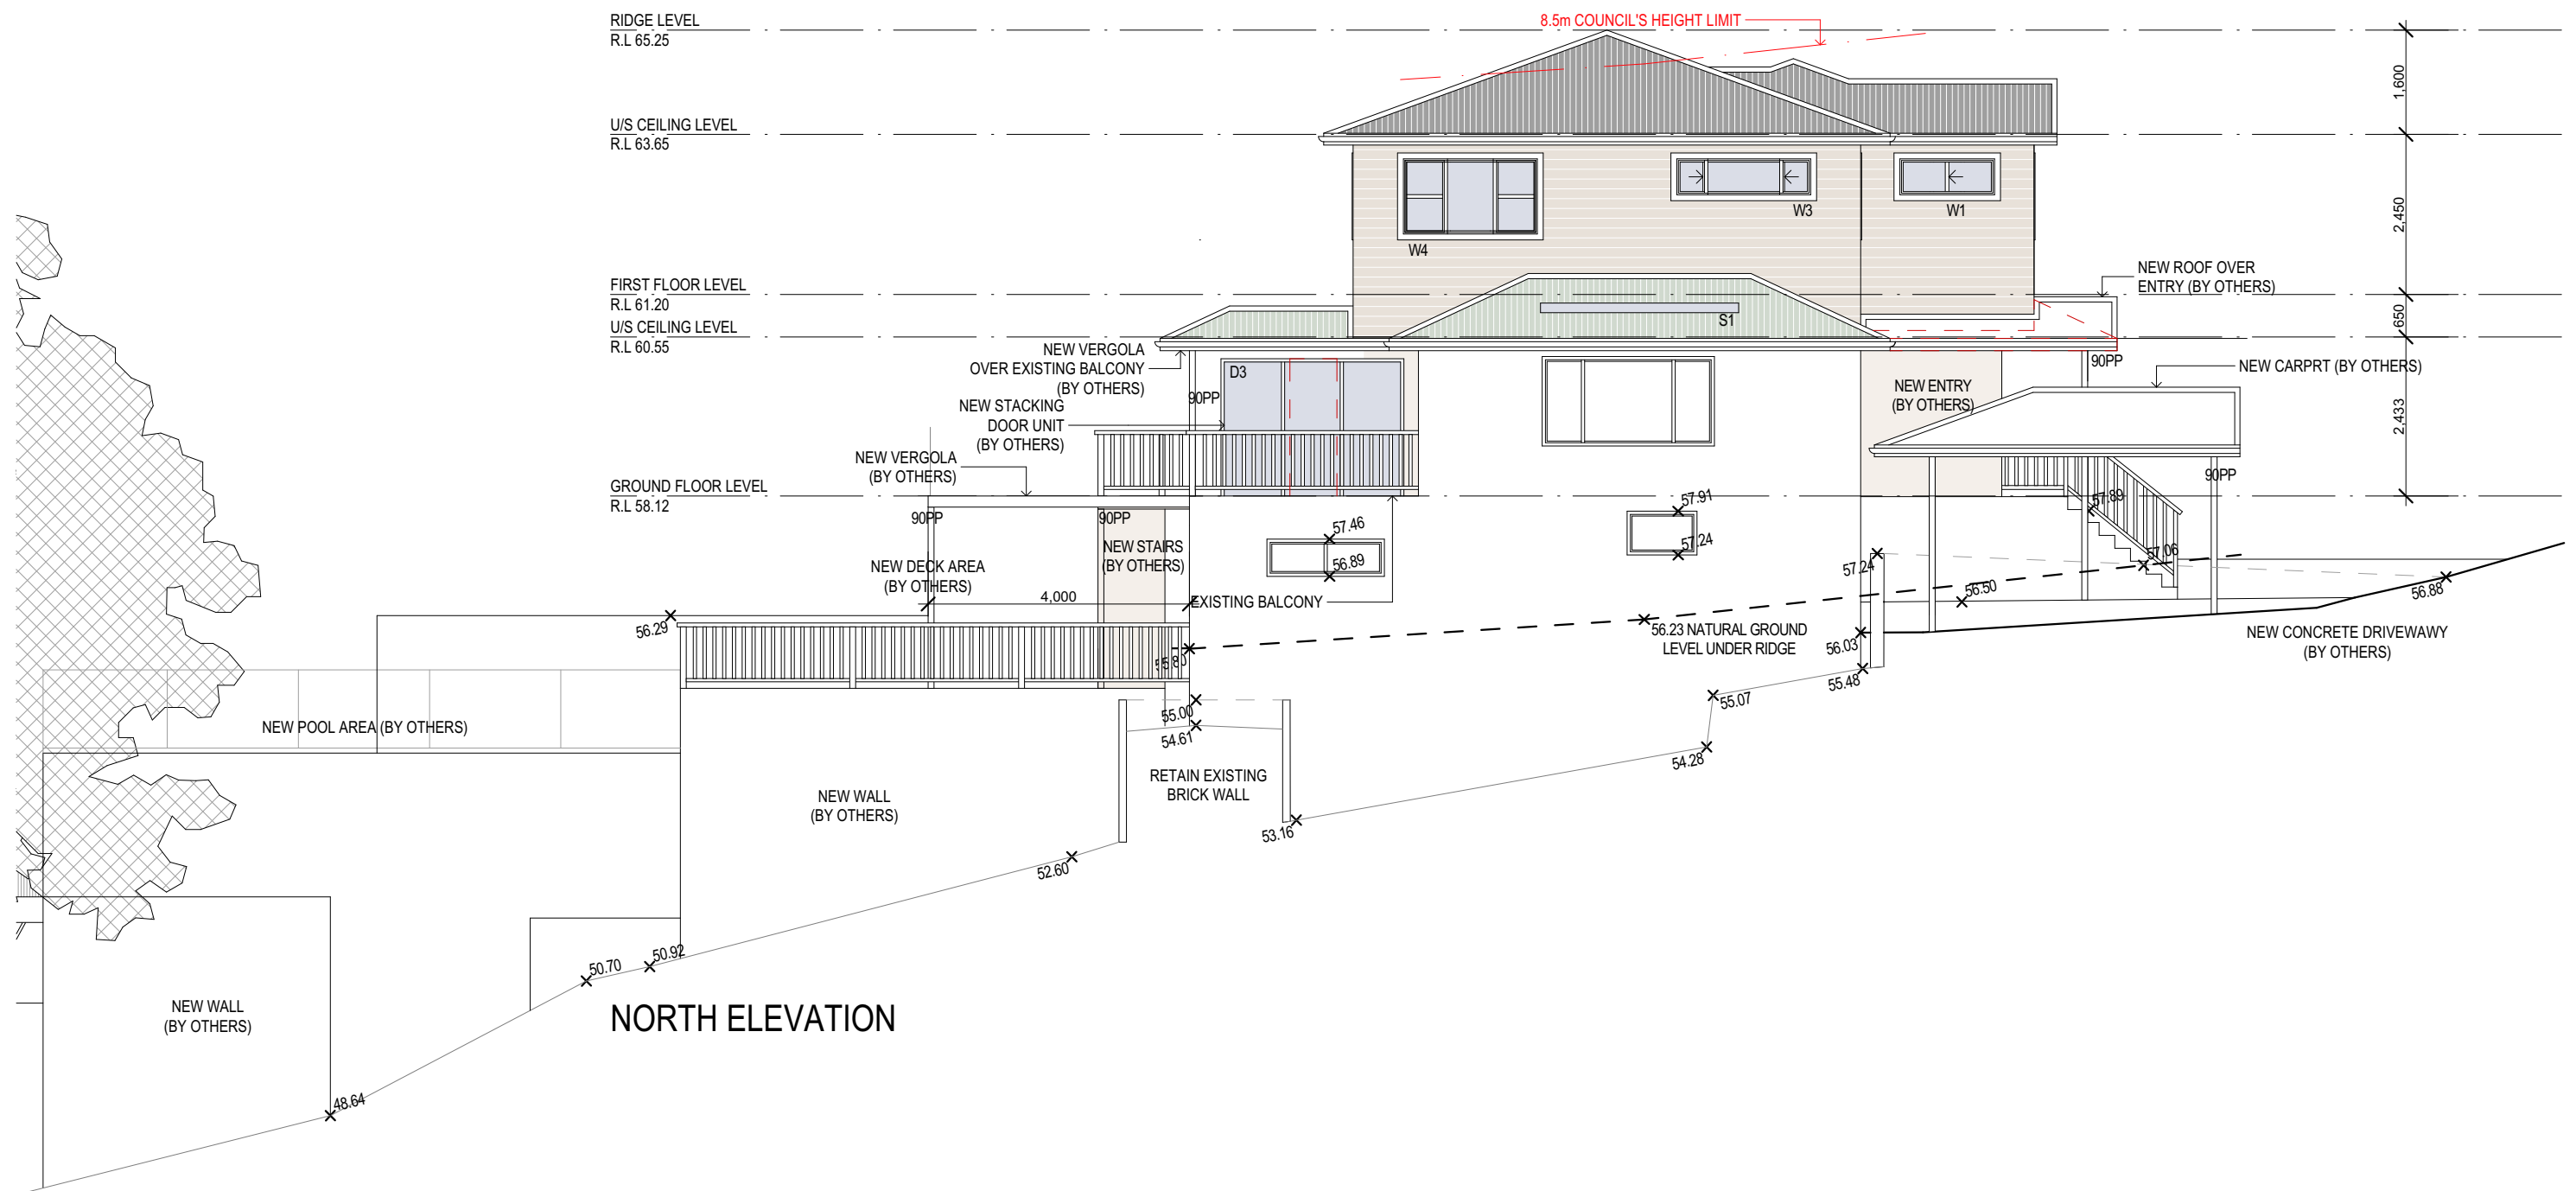 RIDGE LEVEL
R.L 65.25
8.5m COUNCIL'S HEIGHT LIMIT
1,600
U/S CEILING LEVEL
R.L 63.65
W4
W3
W1
2,450
FIRST FLOOR LEVEL
R.L 61.20
NEW ROOF OVER
ENTRY (BY OTHERS)
S1
650
U/S CEILING LEVEL
R.L 60.55
NEW VERGOLA
OVER EXISTING BALCONY
(BY OTHERS)
D3
90PP
90PP
NEW CARPRT (BY OTHERS)
NEW ENTRY
(BY OTHERS)
NEW STACKING
DOOR UNIT
(BY OTHERS)
2,433
NEW VERGOLA
(BY OTHERS)
90PP
GROUND FLOOR LEVEL
R.L 58.12
90PP
90PP
57.91
57.89
57.46
57.24
NEW STAIRS
(BY OTHERS)
56.89
57.24
57.06
NEW DECK AREA
(BY OTHERS)
4,000
EXISTING BALCONY
56.50
56.88
56.29
56.23 NATURAL GROUND
LEVEL UNDER RIDGE
56.03
NEW CONCRETE DRIVEWAWY
(BY OTHERS)
55.80
55.48
55.07
55.00
54.61
NEW POOL AREA (BY OTHERS)
54.28
RETAIN EXISTING
BRICK WALL
NEW WALL
(BY OTHERS)
53.16
52.60
50.92
50.70
NORTH ELEVATION
NEW WALL
(BY OTHERS)
48.64